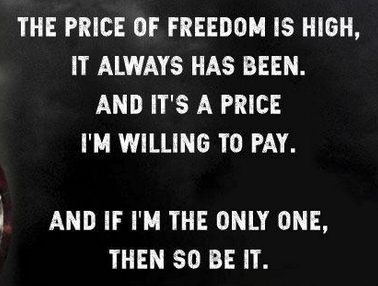 THE PRICE OF FREEDOM IS HIGH,
IT ALWAYS HAS BEEN.
AND IT'S A PRICE
I'M WILLING TO PAY.
AND IF I'M THE ONLY ONE,
THEN SO BE IT.